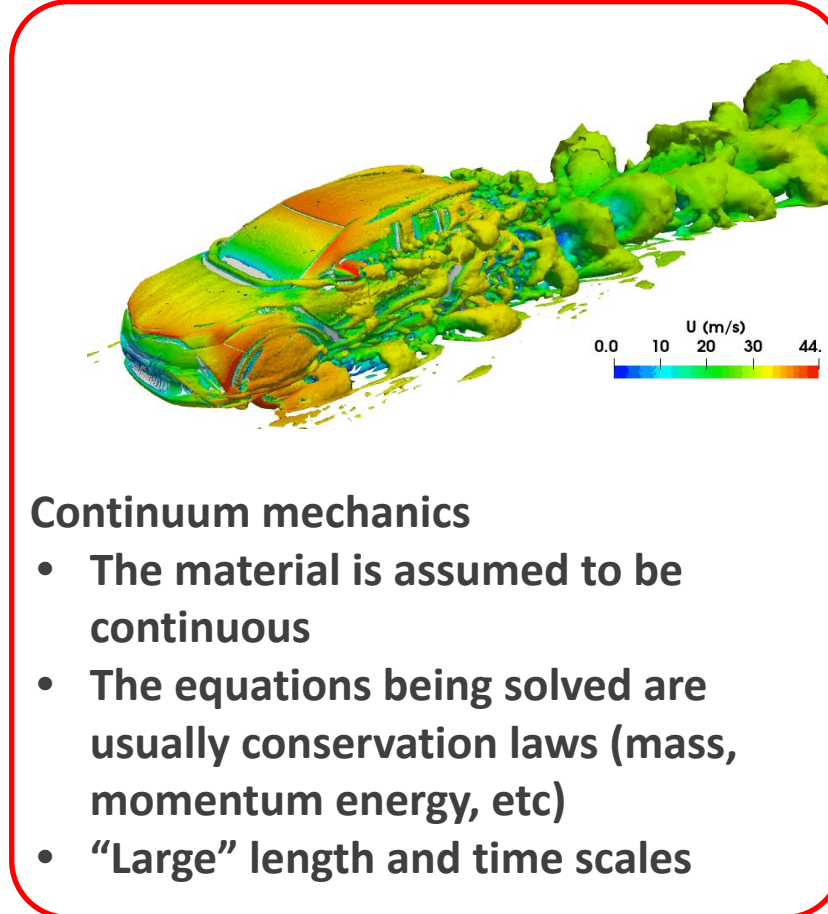 U (m/s)
0.0 10 20 30 44.
Continuum mechanics
• The material is assumed to be
continuous
• The equations being solved are
usually conservation laws (mass,
momentum energy, etc)
• “Large” length and time scales